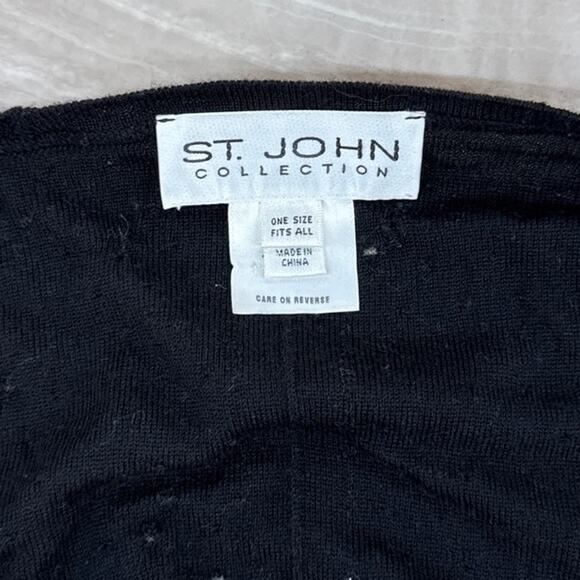 ST. JOHN
COLLECTION
ONE SIZE
FITS ALL
MADE IN
CHINA
CARE ON REVERSE